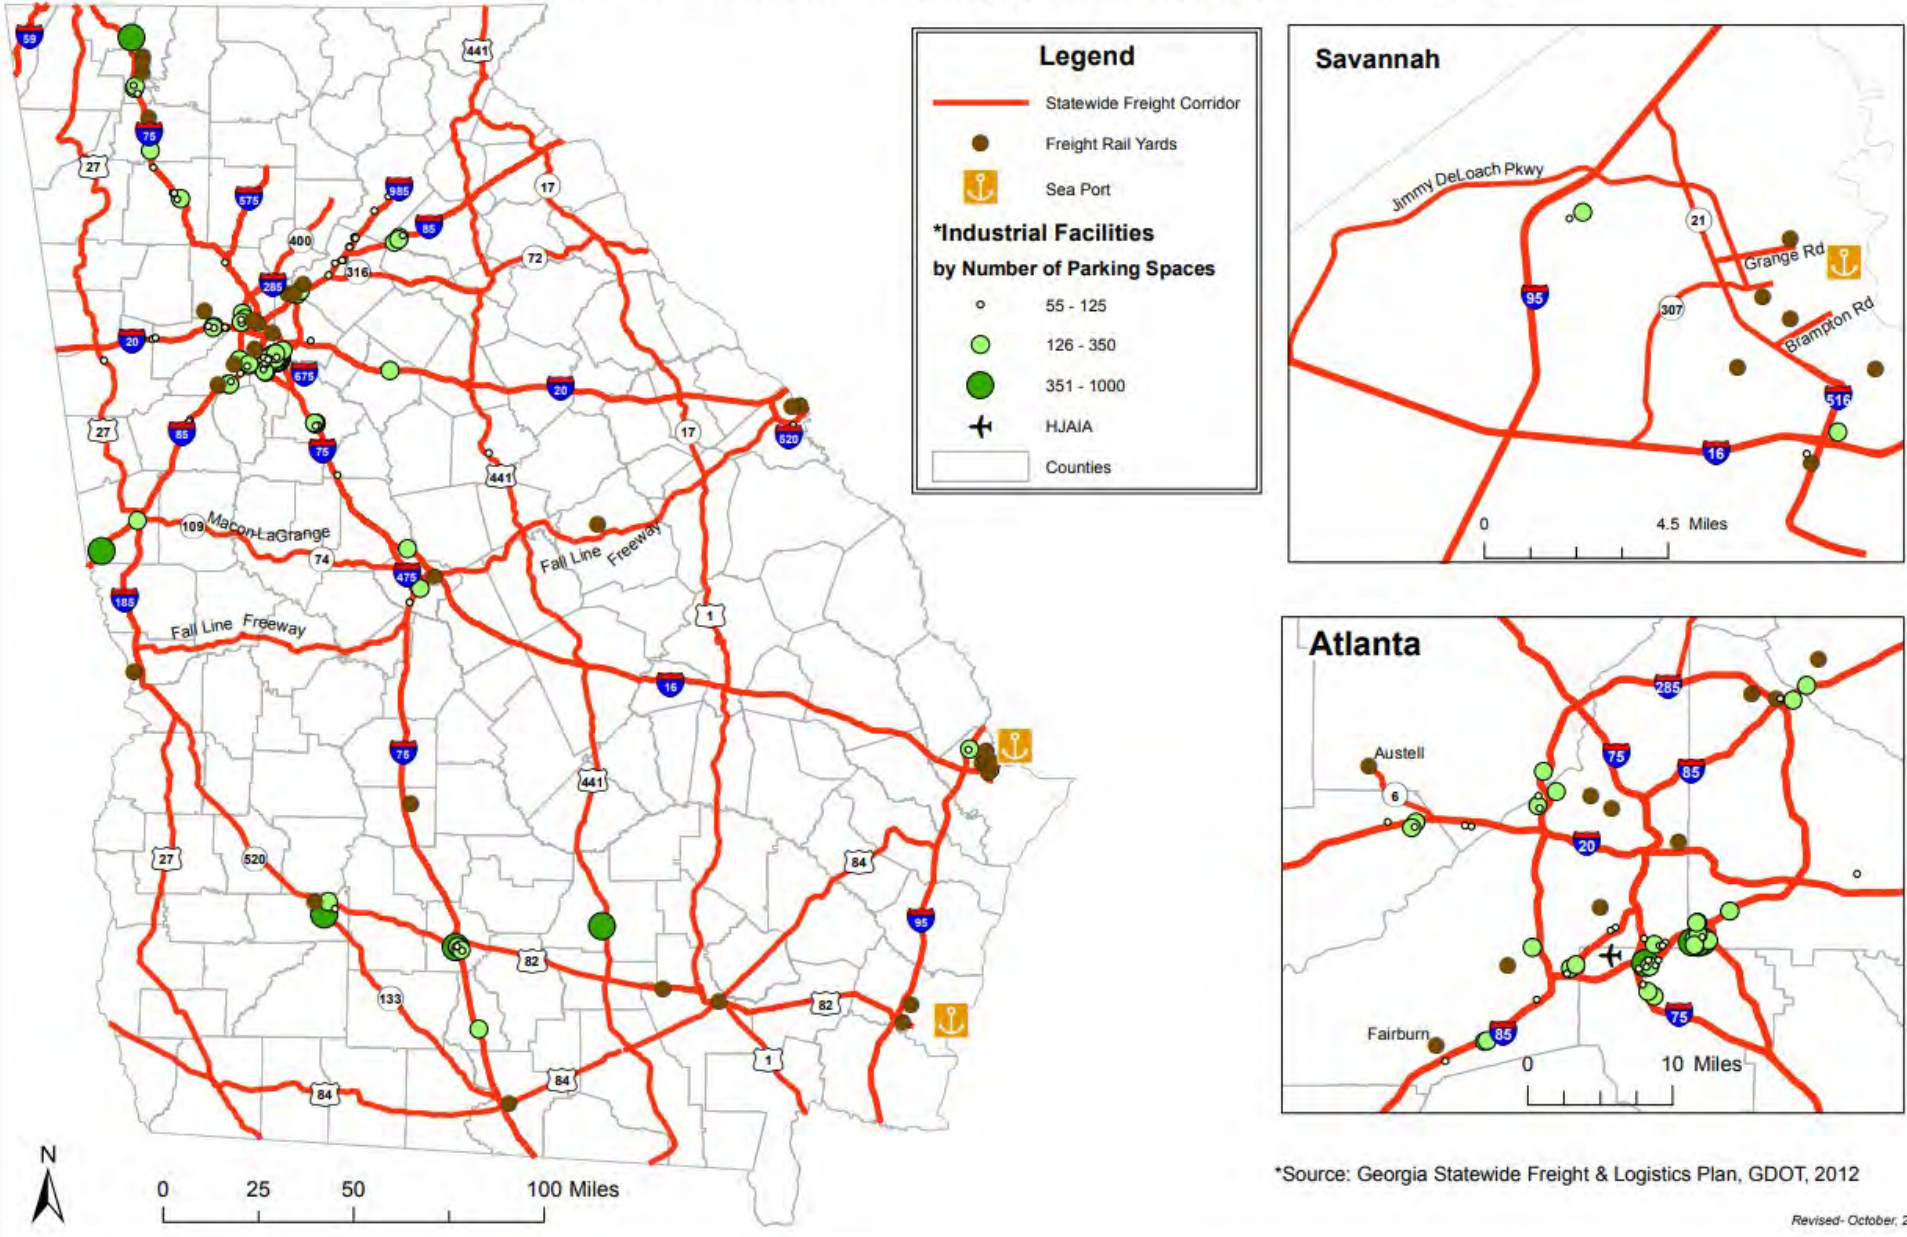 59
441
75
27
575
985
17
85
400
72
316
285
20
675
20
27
85
75
17
520
441
109
Macon-LaGrange
74
Fall Line Freeway
475
185
1
Fall Line Freeway
16
75
441
27
520
84
95
82
133
82
1
84
84
N
0 25 50 100 Miles
Legend
Statewide Freight Corridor
Freight Rail Yards
Sea Port
*Industrial Facilities
by Number of Parking Spaces
55 - 125
126 - 350
351 - 1000
HJAIA
Counties
Savannah
Jimmy DeLoach Pkwy
21
Grange Rd
95
307
Brampton Rd
516
16
0 4.5 Miles
Atlanta
285
Austell
75
85
6
20
75
Fairburn
85
0 10 Miles
*Source: Georgia Statewide Freight & Logistics Plan, GDOT, 2012
Revised- October, 2